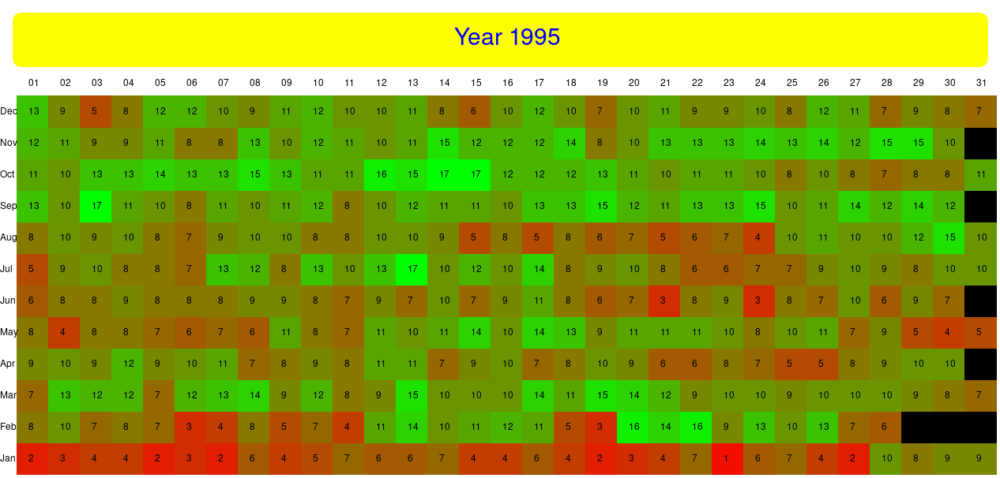 Year 1995
01 02 03 04 05 06 07 08 09 10 11 12 13 14 15 16 17 18 19 20 21 22 23 24 25 26 27 28 29 30 31
Dec 13 9 5 8 12 12 10 9 11 12 10 10 11 8 6 10 12 10 7 10 11 9 9 10 8 12 11 7 9 8 7
Nov 12 11 9 9 11 8 8 13 10 12 11 10 11 15 12 12 12 14 8 10 13 13 13 14 13 14 12 15 15 10
Oct 11 10 13 13 14 13 13 15 13 11 11 16 15 17 17 12 12 12 13 11 10 11 11 10 8 10 8 7 8 8 11
Sep 13 10 17 11 10 8 11 10 11 12 8 10 12 11 11 10 13 13 15 12 11 13 13 15 10 11 14 12 14 12
Aug 8 10 9 10 8 7 9 10 10 8 8 10 10 9 5 8 5 8 6 7 5 6 7 4 10 11 10 10 12 15 10
Jul 5 9 10 8 8 7 13 12 8 13 10 13 17 10 12 10 14 8 9 10 8 6 6 7 7 9 10 9 8 10 10
Jun 6 8 8 9 8 8 8 9 9 8 7 9 7 10 7 9 11 8 6 7 3 8 9 3 8 7 10 6 9 7
May 8 4 8 8 7 6 7 6 11 8 7 11 10 11 14 10 14 13 9 11 11 11 10 8 10 11 7 9 5 4 5
Apr 9 10 9 12 9 10 11 7 8 9 8 11 11 7 9 10 7 8 10 9 6 6 8 7 5 5 8 9 10 10
Mar 7 13 12 12 7 12 13 14 9 12 8 9 15 10 10 10 14 11 15 14 12 9 10 10 9 10 10 10 9 8 7
Feb 8 10 7 8 7 3 4 8 5 7 4 11 14 10 11 12 11 5 3 16 14 16 9 13 10 13 7 6
Jan 2 3 4 4 2 3 2 6 4 5 7 6 6 7 4 4 6 4 2 3 4 7 1 6 7 4 2 10 8 9 9